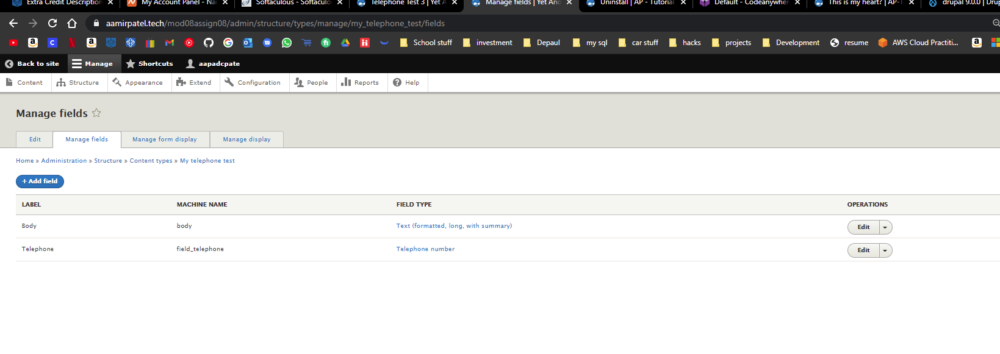 Extra Credit Description
My Account Panel - Na
Softaculous - Softaculo
Telephone Test 3 | Yet A
Manage fields | Yet Ano
Uninstall | AP - Tutorial
Default - Codeanywher
This is my heart? | AP-T
drupal 9.0.0 | Drup
aamirpatel.tech/mod08assign08/admin/structure/types/manage/my_telephone_test/fields
School stuff
investment
Depaul
my sql
car stuff
hacks
projects
Development
resume
AWS Cloud Practiti...
Back to site
Manage
Shortcuts
aapadcpate
Content
Structure
Appearance
Extend
Configuration
People
Reports
Help
Manage fields
Edit
Manage fields
Manage form display
Manage display
Home » Administration » Structure » Content types » My telephone test
+ Add field
LABEL
MACHINE NAME
FIELD TYPE
OPERATIONS
Body
body
Text (formatted, long, with summary)
Edit
Telephone
field_telephone
Telephone number
Edit